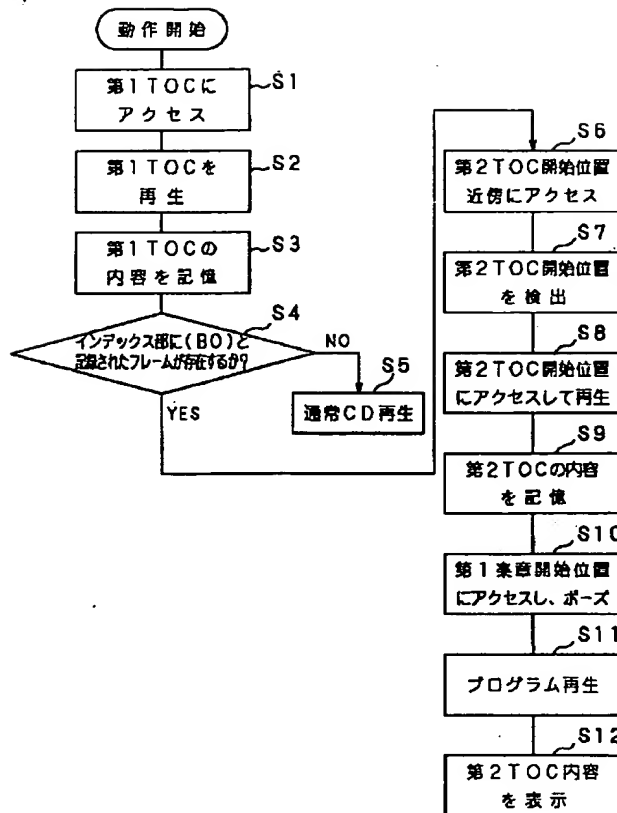 動作開始
第1TOCに
アクセス
S1
第1TOCを
再生
S2
第1TOCの
内容を記憶
S3
インデックス部に(BO)と
記録されたフレームが存在するか?
S4
NO
YES
通常CD再生
S5
第2TOC開始位置
近傍にアクセス
S6
第2TOC開始位置
を検出
S7
第2TOC開始位置
にアクセスして再生
S8
第2TOCの内容
を記憶
S9
第1楽章開始位置
にアクセスし、ポーズ
S10
プログラム再生
S11
第2TOC内容
を表示
S12